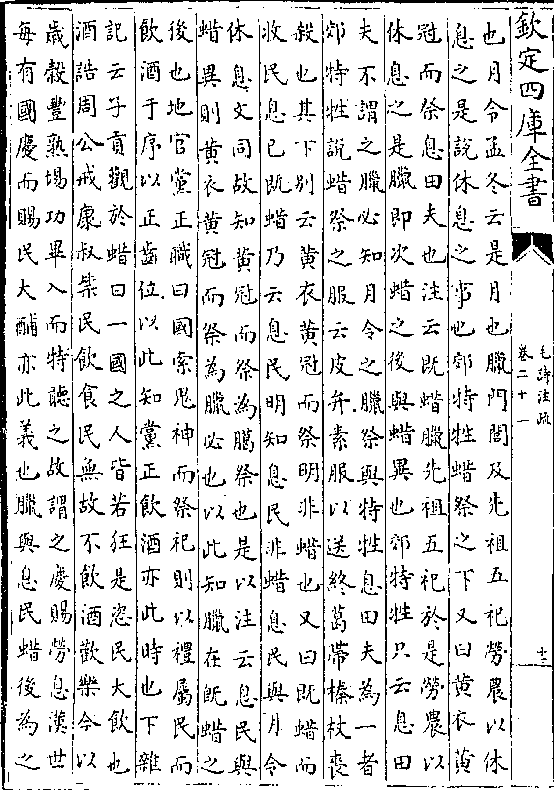 欽定四庫全書
毛詩注疏
卷二十一
十二
也月令孟冬云是月也臘門閭及先祖五祀勞農以休
息之是説休息之事也郊特牲蜡祭之下又曰黄衣黄
冠而祭息田夫也注云既蜡臘先祖五祀於是勞農以
休息之是臘即次蜡之後與蜡異也郊特牲只云息田
夫不謂之臘必知月令之臘祭與特牲息田夫為一者
郊特牲説蜡祭之服云皮弁素服以送終葛帶榛杖喪
殺也其下别云黄衣黄冠而祭明非蜡也又曰既蜡而
收民息已既蜡乃云息民明知息民非蜡息民與月令
休息文同故知黄冠而祭為臈祭也是以注云息民與
蜡異則黄衣黄冠而祭為臘必也以此知臘在既蜡之
後也地官黨正職曰國索鬼神而祭祀則以禮屬民而
飲酒于序以正齒位以此知黨正飲酒亦此時也下雜
記云子貢觀於蜡曰一國之人皆若狂是恣民大飲也
酒誥周公戒康叔禁民飲食民無故不飲酒歡樂今以
歲穀豐熟塲功畢入而特聽之故謂之慶賜勞息漢世
每有國慶而賜民大酺亦此義也臘與息民蜡後為之